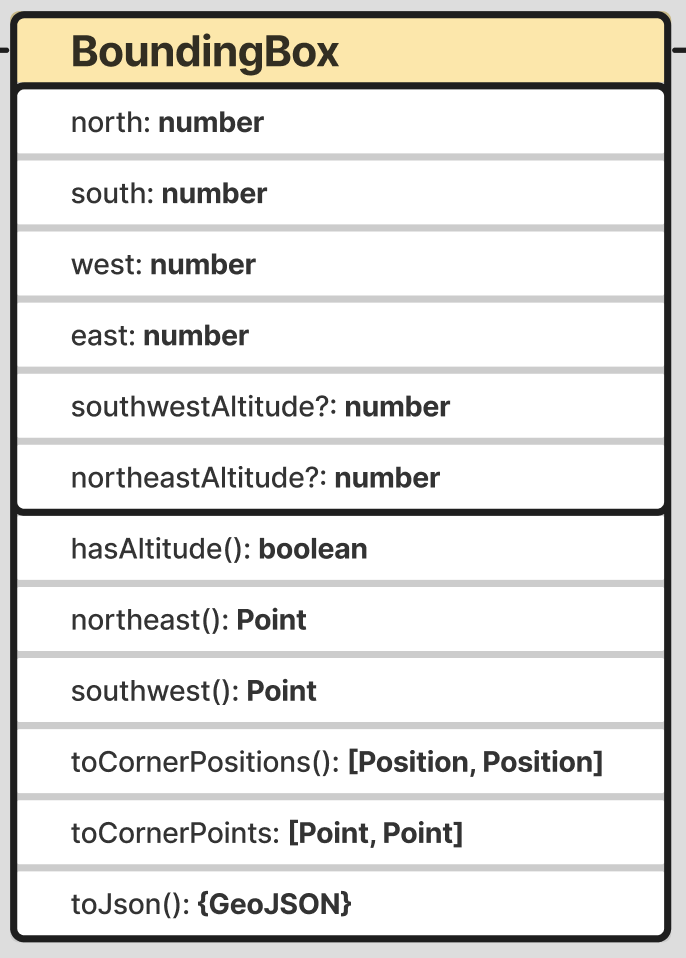 BoundingBox
north: number
south: number
west: number
east: number
southwestAltitude?: number
northeastAltitude?: number
hasAltitude(): boolean
northeast(): Point
southwest(): Point
toCornerPositions(): [Position, Position]
toCornerPoints: [Point, Point]
toJson(): {GeoJSON}